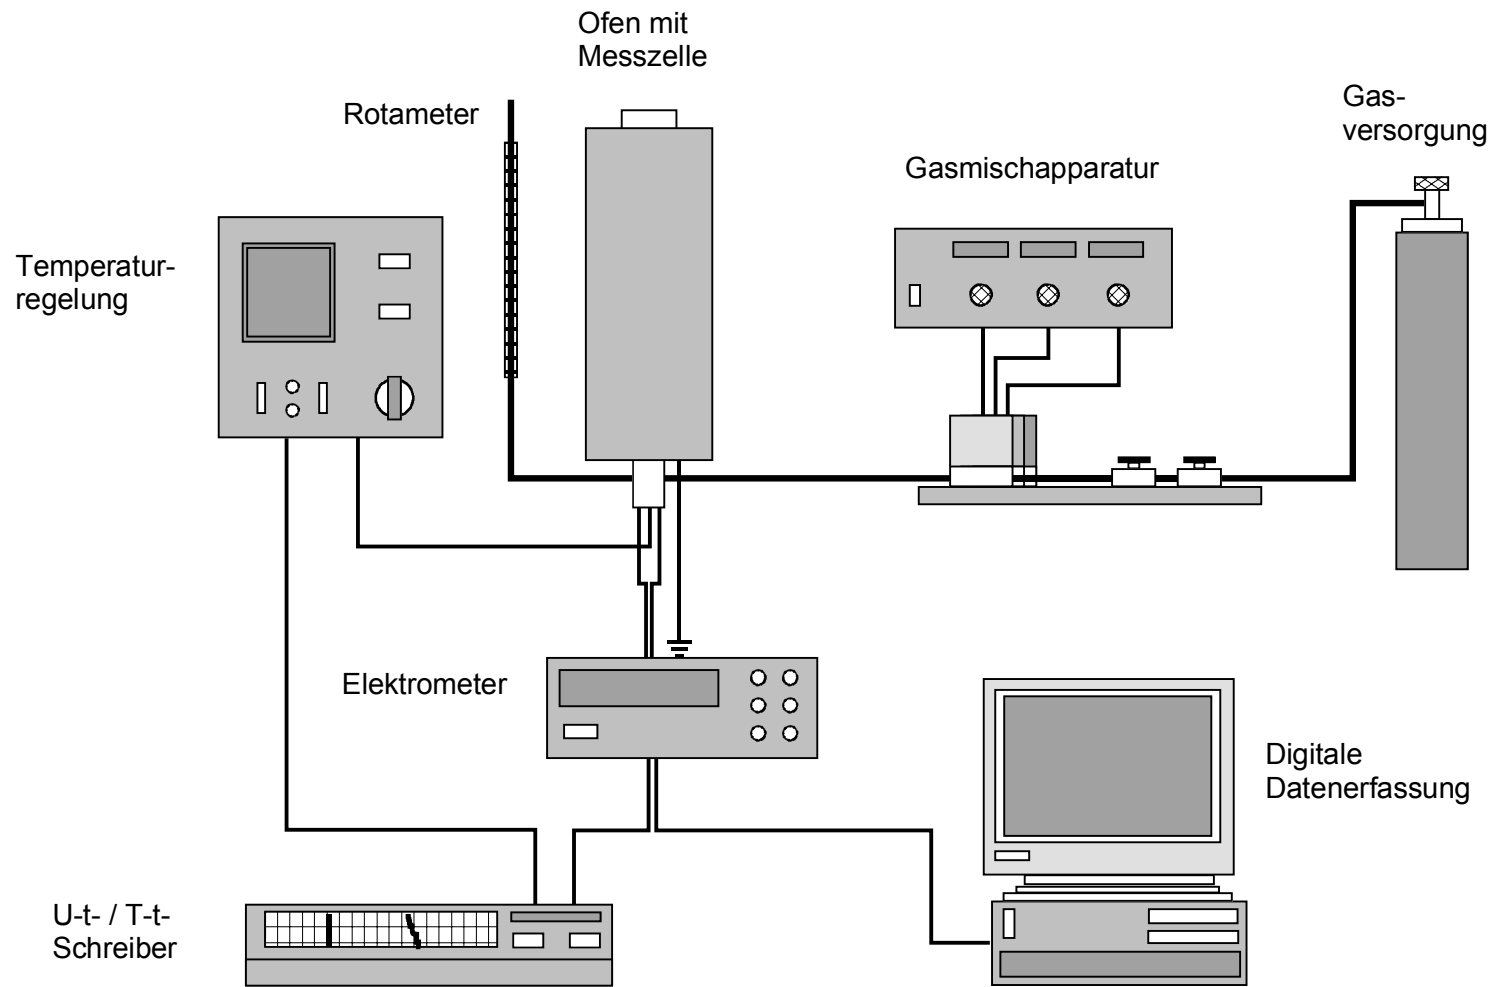 Ofen mit
Messzelle
Rotameter
Gas-
versorgung
Gasmischapparatur
Temperatur-
regelung
Elektrometer
Digitale
Datenerfassung
U-t- / T-t-
Schreiber